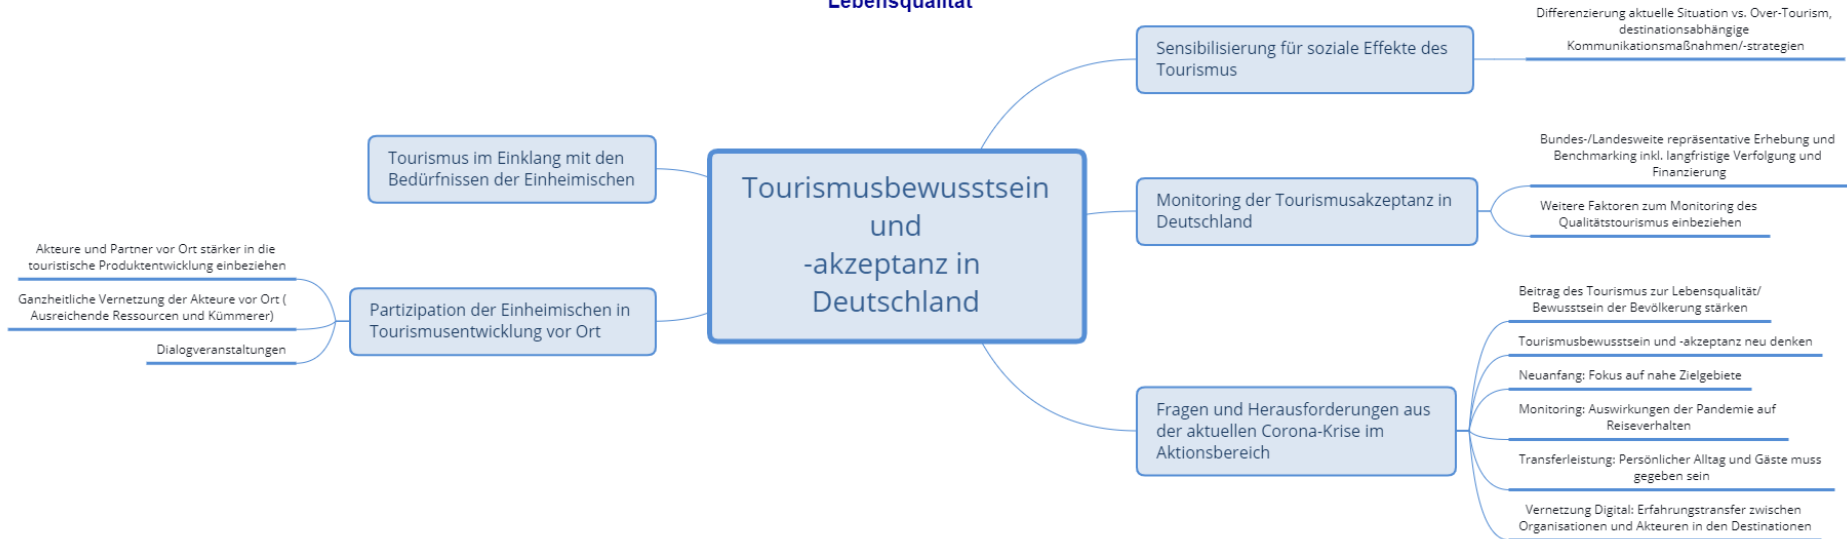 Lebensqualität
Tourismusbewusstsein
und
-akzeptanz in
Deutschland
Tourismus im Einklang mit den
Bedürfnissen der Einheimischen
Partizipation der Einheimischen in
Tourismusentwicklung vor Ort
Akteure und Partner vor Ort stärker in die
touristische Produktentwicklung einbeziehen
Ganzheitliche Vernetzung der Akteure vor Ort (
Ausreichende Ressourcen und Kümmerer)
Dialogveranstaltungen
Sensibilisierung für soziale Effekte des
Tourismus
Differenzierung aktuelle Situation vs. Over-Tourism,
destinationsabhängige
Kommunikationsmaßnahmen/-strategien
Monitoring der Tourismusakzeptanz in
Deutschland
Bundes-/Landesweite repräsentative Erhebung und
Benchmarking inkl. langfristige Verfolgung und
Finanzierung
Weitere Faktoren zum Monitoring des
Qualitätstourismus einbeziehen
Fragen und Herausforderungen aus
der aktuellen Corona-Krise im
Aktionsbereich
Beitrag des Tourismus zur Lebensqualität/
Bewusstsein der Bevölkerung stärken
Tourismusbewusstsein und -akzeptanz neu denken
Neuanfang: Fokus auf nahe Zielgebiete
Monitoring: Auswirkungen der Pandemie auf
Reiseverhalten
Transferleistung: Persönlicher Alltag und Gäste muss
gegeben sein
Vernetzung Digital: Erfahrungstransfer zwischen
Organisationen und Akteuren in den Destinationen